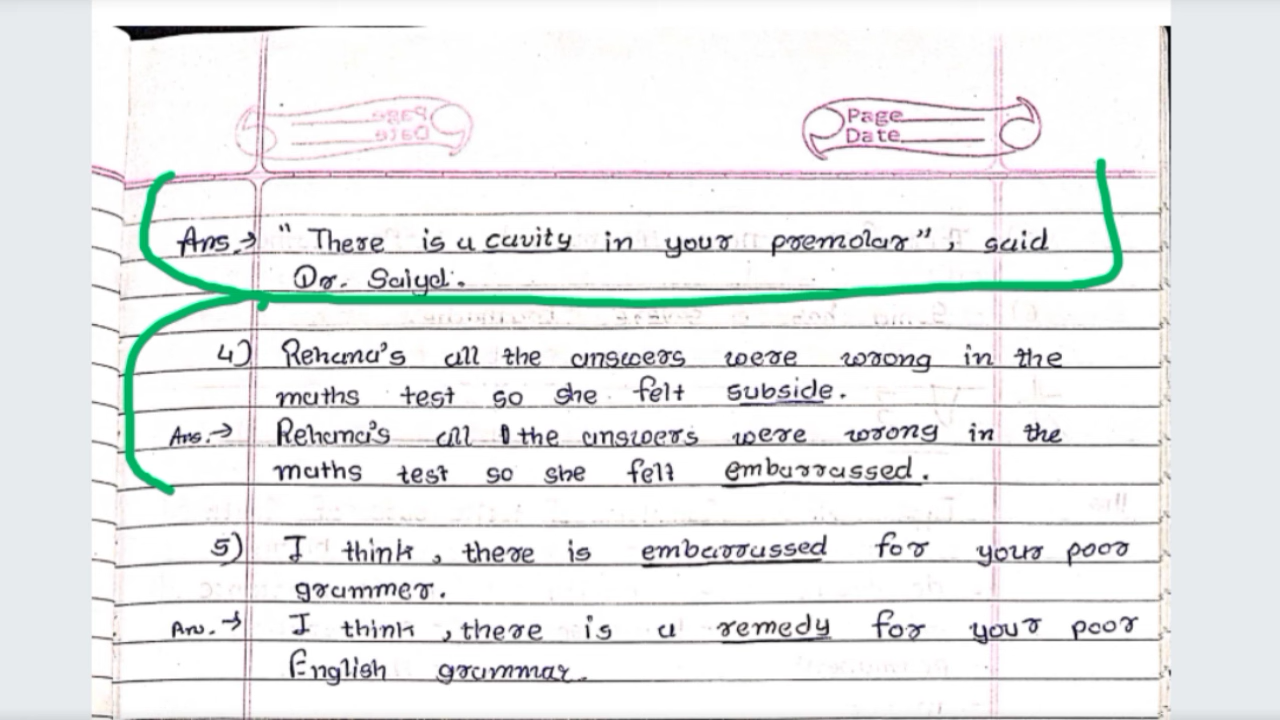 Page
Date
Page
Date
Ans.→ "There is a cavity in your premolar", said
Dr. Saiyd.
4) Rehana's all the answers were wrong in the
maths test so she felt subside.
Ans.→ Rehana's all the answers were wrong in the
maths test so she felt embarrassed.
5) I think, there is embarrassed for your poor
grammer.
Ans.→ I think, there is a remedy for your poor
English grammar.